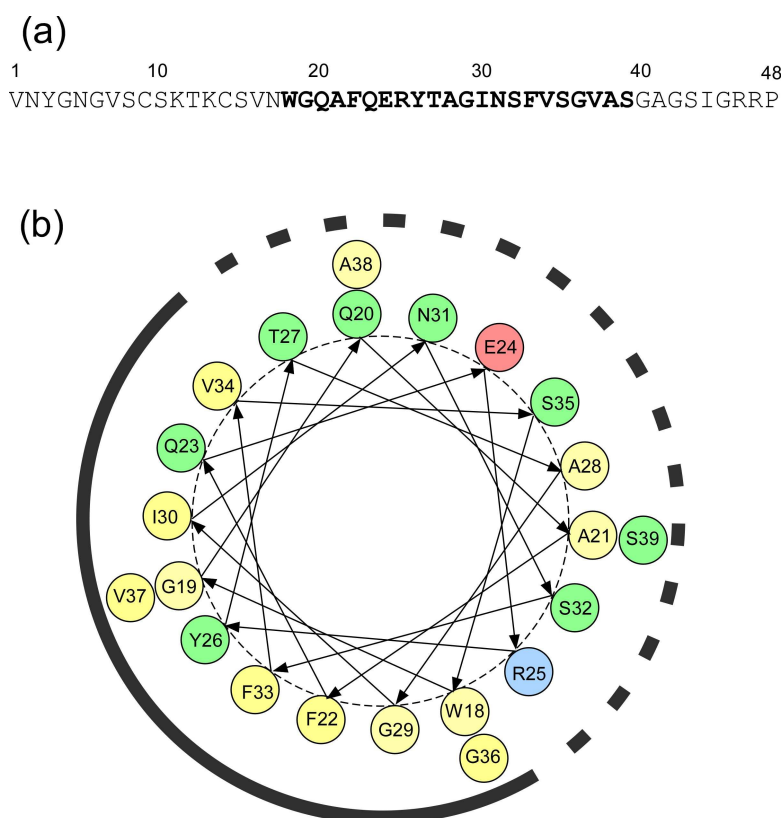 (a)
1 10 20 30 40 48
VNYGNGVSCSKTKCSVNWGQAFQERYTAGINSFVSGVASGAGSIGRRP
(b)
A38
Q20
N31
T27
E24
V34
S35
Q23
A28
I30
A21
S39
G19
V37
S32
Y26
R25
F33
W18
F22
G29
G36